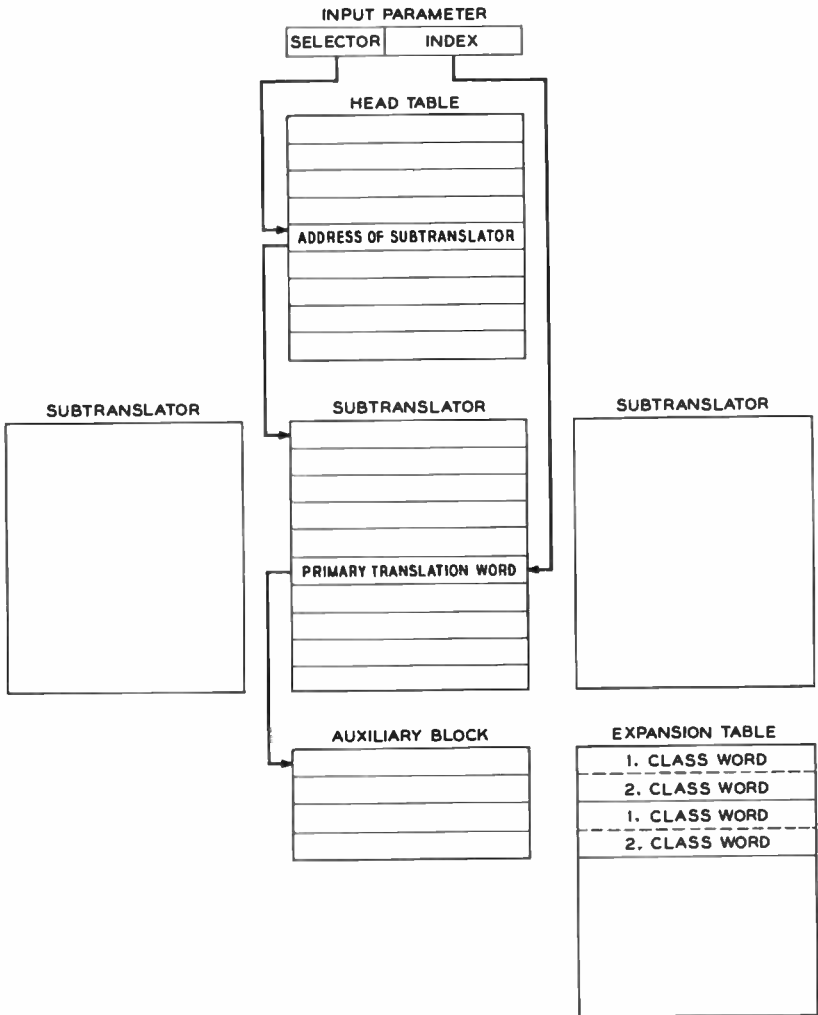 INPUT PARAMETER
SELECTOR INDEX
HEAD TABLE
ADDRESS OF SUBTRANSLATOR
SUBTRANSLATOR SUBTRANSLATOR SUBTRANSLATOR
PRIMARY TRANSLATION WORD
AUXILIARY BLOCK EXPANSION TABLE
1. CLASS WORD
2. CLASS WORD
1. CLASS WORD
2. CLASS WORD